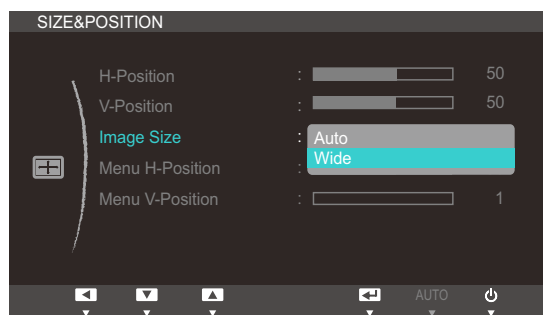 SIZE&POSITION
H-Position : 50
V-Position : 50
Image Size : Auto
Wide
Menu H-Position :
Menu V-Position : 1
AUTO